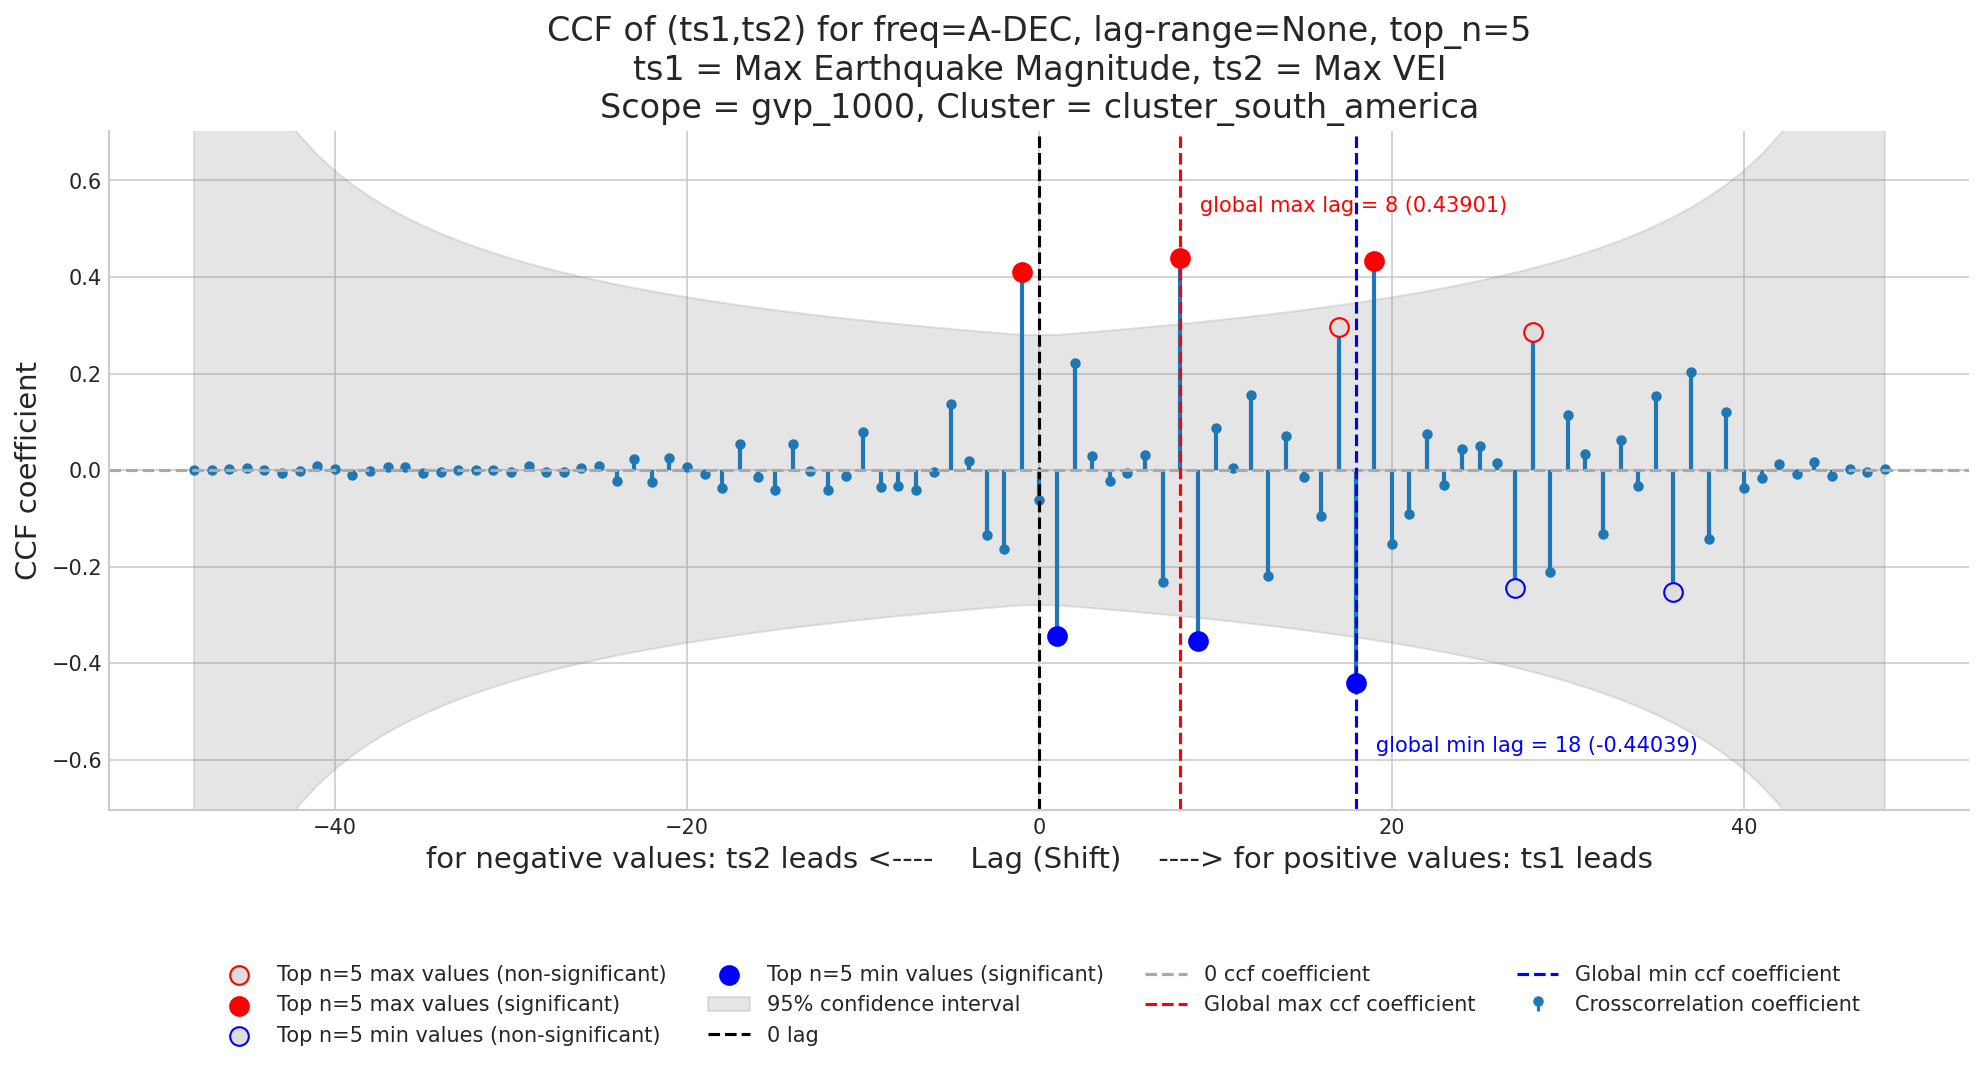 CCF of (ts1,ts2) for freq=A-DEC, lag-range=None, top_n=5
ts1 = Max Earthquake Magnitude, ts2 = Max VEI
Scope = gvp_1000, Cluster = cluster_south_america
CCF coefficient
0.6
0.4
0.2
0.0
−0.2
−0.4
−0.6
global max lag = 8 (0.43901)
global min lag = 18 (-0.44039)
−40
−20
0
20
40
for negative values: ts2 leads <---- Lag (Shift) ----> for positive values: ts1 leads
Top n=5 max values (non-significant)
Top n=5 max values (significant)
Top n=5 min values (non-significant)
Top n=5 min values (significant)
95% confidence interval
0 lag
0 ccf coefficient
Global max ccf coefficient
Global min ccf coefficient
Crosscorrelation coefficient